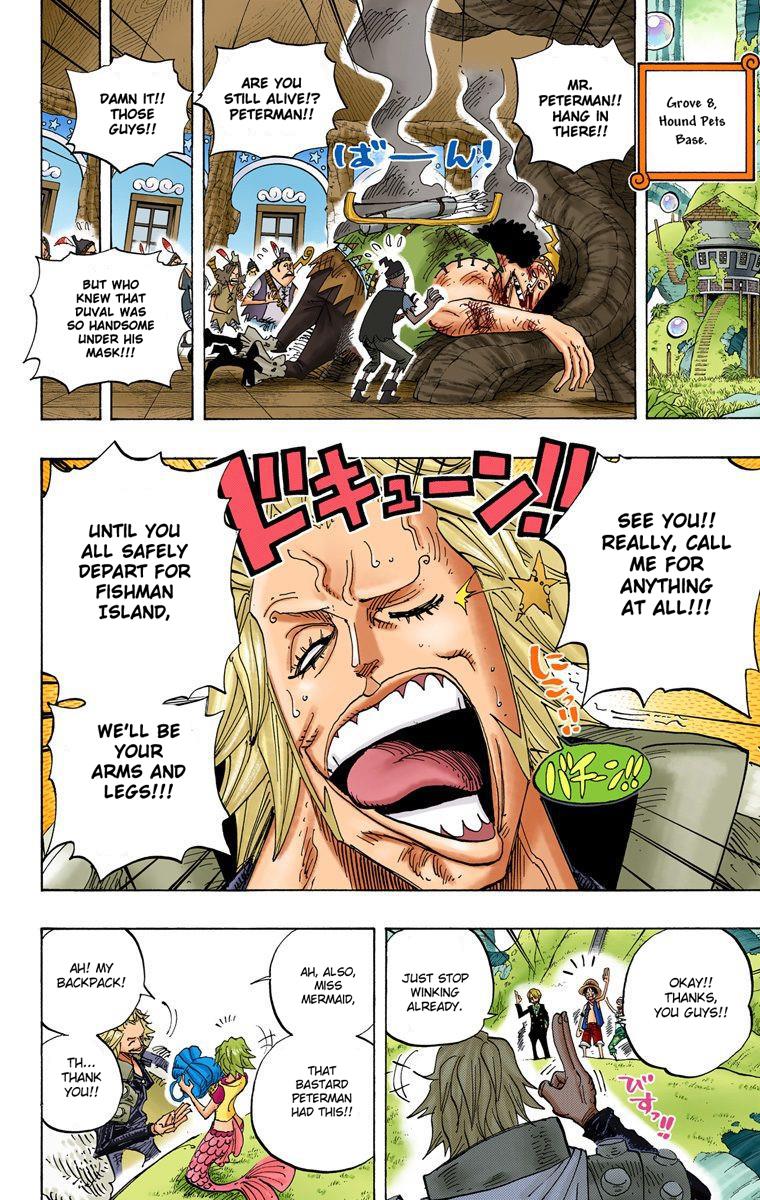 Grove 8,
Hound Pets
Base.
MR.
PETERMAN!!
HANG IN
THERE!!
ARE YOU
STILL ALIVE!?
PETERMAN!!
ばーん!
DAMN IT!!
THOSE
GUYS!!
BUT WHO
KNEW THAT
DUVAL WAS
SO HANDSOME
UNDER HIS
MASK!!!
ドキューン!!
SEE YOU!!
REALLY, CALL
ME FOR
ANYTHING
AT ALL!!!
にこっ!!
バチーン!!
UNTIL YOU
ALL SAFELY
DEPART FOR
FISHMAN
ISLAND,
WE'LL BE
YOUR
ARMS AND
LEGS!!!
OKAY!!
THANKS,
YOU GUYS!!
JUST STOP
WINKING
ALREADY.
びすっ!!
AH, ALSO,
MISS
MERMAID,
THAT
BASTARD
PETERMAN
HAD THIS!!
AH! MY
BACKPACK!
TH...
THANK
YOU!!